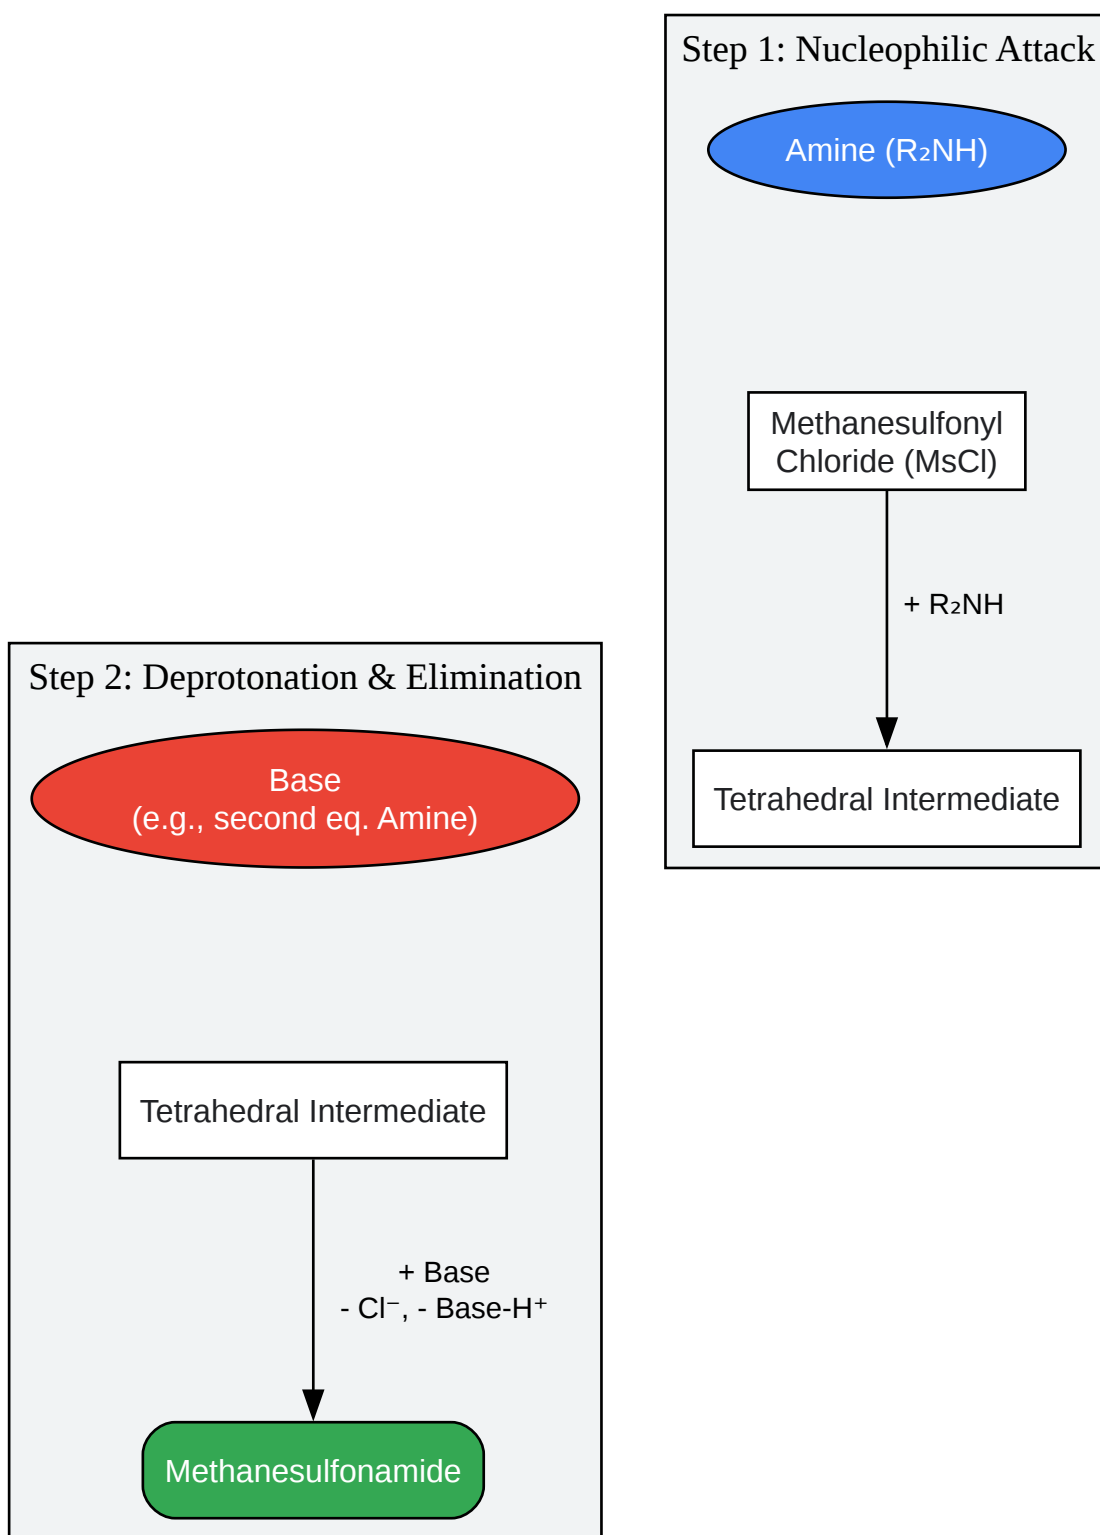 Step 1: Nucleophilic Attack
Amine (R₂NH)
Methanesulfonyl
Chloride (MsCl)
+ R₂NH
Tetrahedral Intermediate
Step 2: Deprotonation & Elimination
Base
(e.g., second eq. Amine)
Tetrahedral Intermediate
+ Base
- Cl⁻, - Base-H⁺
Methanesulfonamide